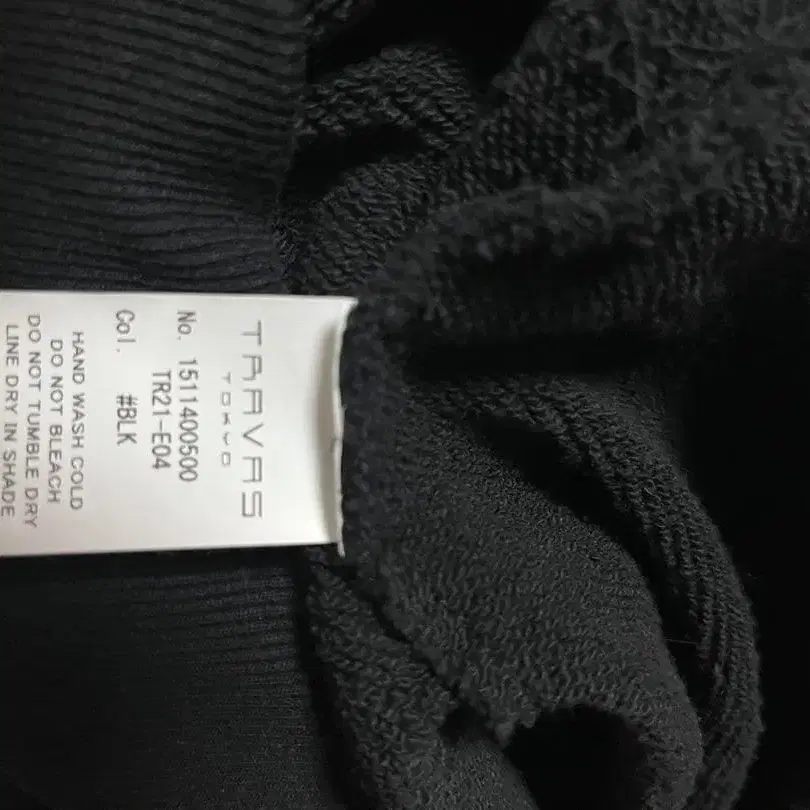 TRAVAS
TOKYO
No. 1511400500
TR21-E04
Col. #BLK
HAND WASH COLD
DO NOT BLEACH
DO NOT TUMBLE DRY
LINE DRY IN SHADE